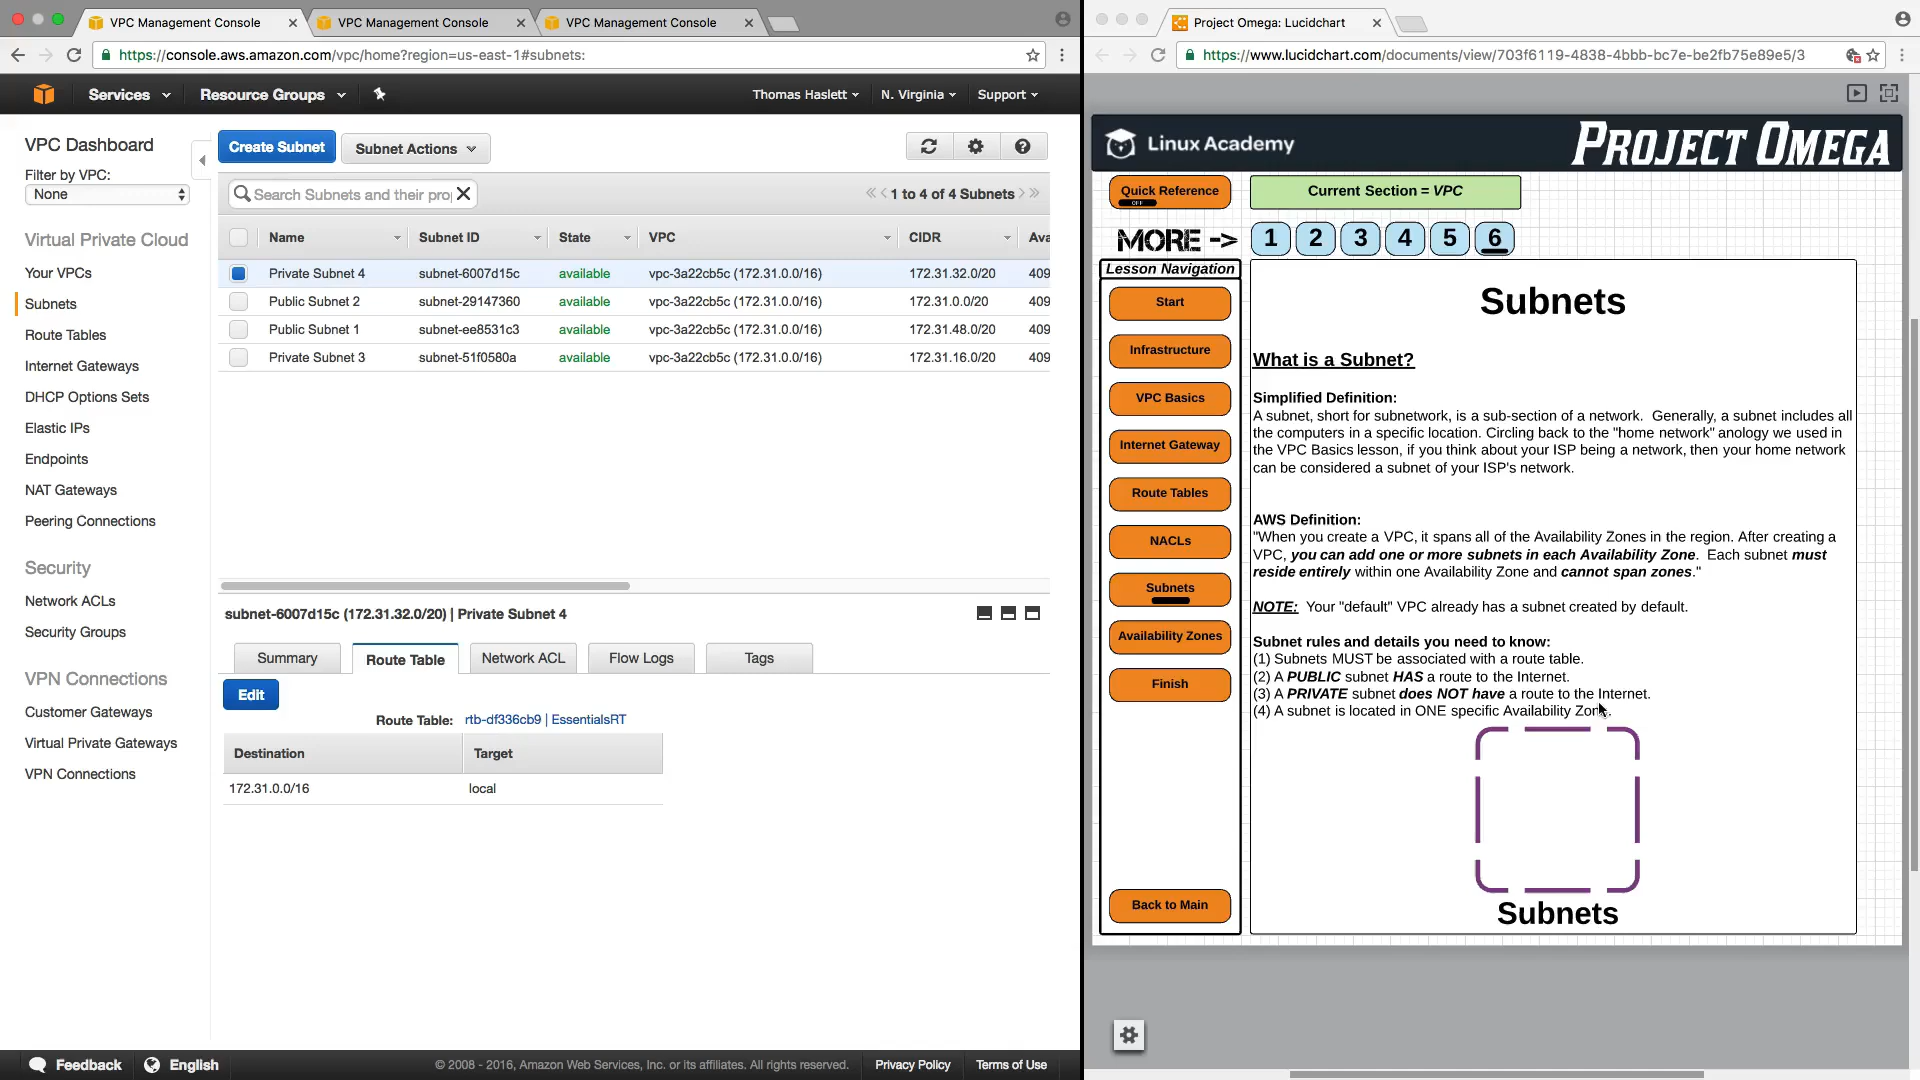 VPC Management Console
VPC Management Console
VPC Management Console
https://console.aws.amazon.com/vpc/home?region=us-east-1#subnets:
Services
Resource Groups
Thomas Haslett
N. Virginia
Support
VPC Dashboard
Filter by VPC:
None
Virtual Private Cloud
Your VPCs
Subnets
Route Tables
Internet Gateways
DHCP Options Sets
Elastic IPs
Endpoints
NAT Gateways
Peering Connections
Security
Network ACLs
Security Groups
VPN Connections
Customer Gateways
Virtual Private Gateways
VPN Connections
Create Subnet
Subnet Actions
Search Subnets and their pro
1 to 4 of 4 Subnets
Name Subnet ID State VPC CIDR Ava
Private Subnet 4 subnet-6007d15c available vpc-3a22cb5c (172.31.0.0/16) 172.31.32.0/20 409
Public Subnet 2 subnet-29147360 available vpc-3a22cb5c (172.31.0.0/16) 172.31.0.0/20 409
Public Subnet 1 subnet-ee8531c3 available vpc-3a22cb5c (172.31.0.0/16) 172.31.48.0/20 409
Private Subnet 3 subnet-51f0580a available vpc-3a22cb5c (172.31.0.0/16) 172.31.16.0/20 409
subnet-6007d15c (172.31.32.0/20) | Private Subnet 4
Summary Route Table Network ACL Flow Logs Tags
Edit
Route Table: rtb-df336cb9 | EssentialsRT
Destination Target
172.31.0.0/16 local
Feedback
English
© 2008 - 2016, Amazon Web Services, Inc. or its affiliates. All rights reserved.
Privacy Policy
Terms of Use
Project Omega: Lucidchart
https://www.lucidchart.com/documents/view/703f6119-4838-4bbb-bc7e-be2fb75e89e5/3
Linux Academy
PROJECT OMEGA
Quick Reference
OFF
Current Section = VPC
MORE -> 1 2 3 4 5 6
Lesson Navigation
Start
Infrastructure
VPC Basics
Internet Gateway
Route Tables
NACLs
Subnets
Availability Zones
Finish
Back to Main
Subnets
What is a Subnet?
Simplified Definition:
A subnet, short for subnetwork, is a sub-section of a network. Generally, a subnet includes all
the computers in a specific location. Circling back to the "home network" anology we used in
the VPC Basics lesson, if you think about your ISP being a network, then your home network
can be considered a subnet of your ISP's network.
AWS Definition:
"When you create a VPC, it spans all of the Availability Zones in the region. After creating a
VPC, you can add one or more subnets in each Availability Zone. Each subnet must
reside entirely within one Availability Zone and cannot span zones."
NOTE: Your "default" VPC already has a subnet created by default.
Subnet rules and details you need to know:
(1) Subnets MUST be associated with a route table.
(2) A PUBLIC subnet HAS a route to the Internet.
(3) A PRIVATE subnet does NOT have a route to the Internet.
(4) A subnet is located in ONE specific Availability Zone.
Subnets